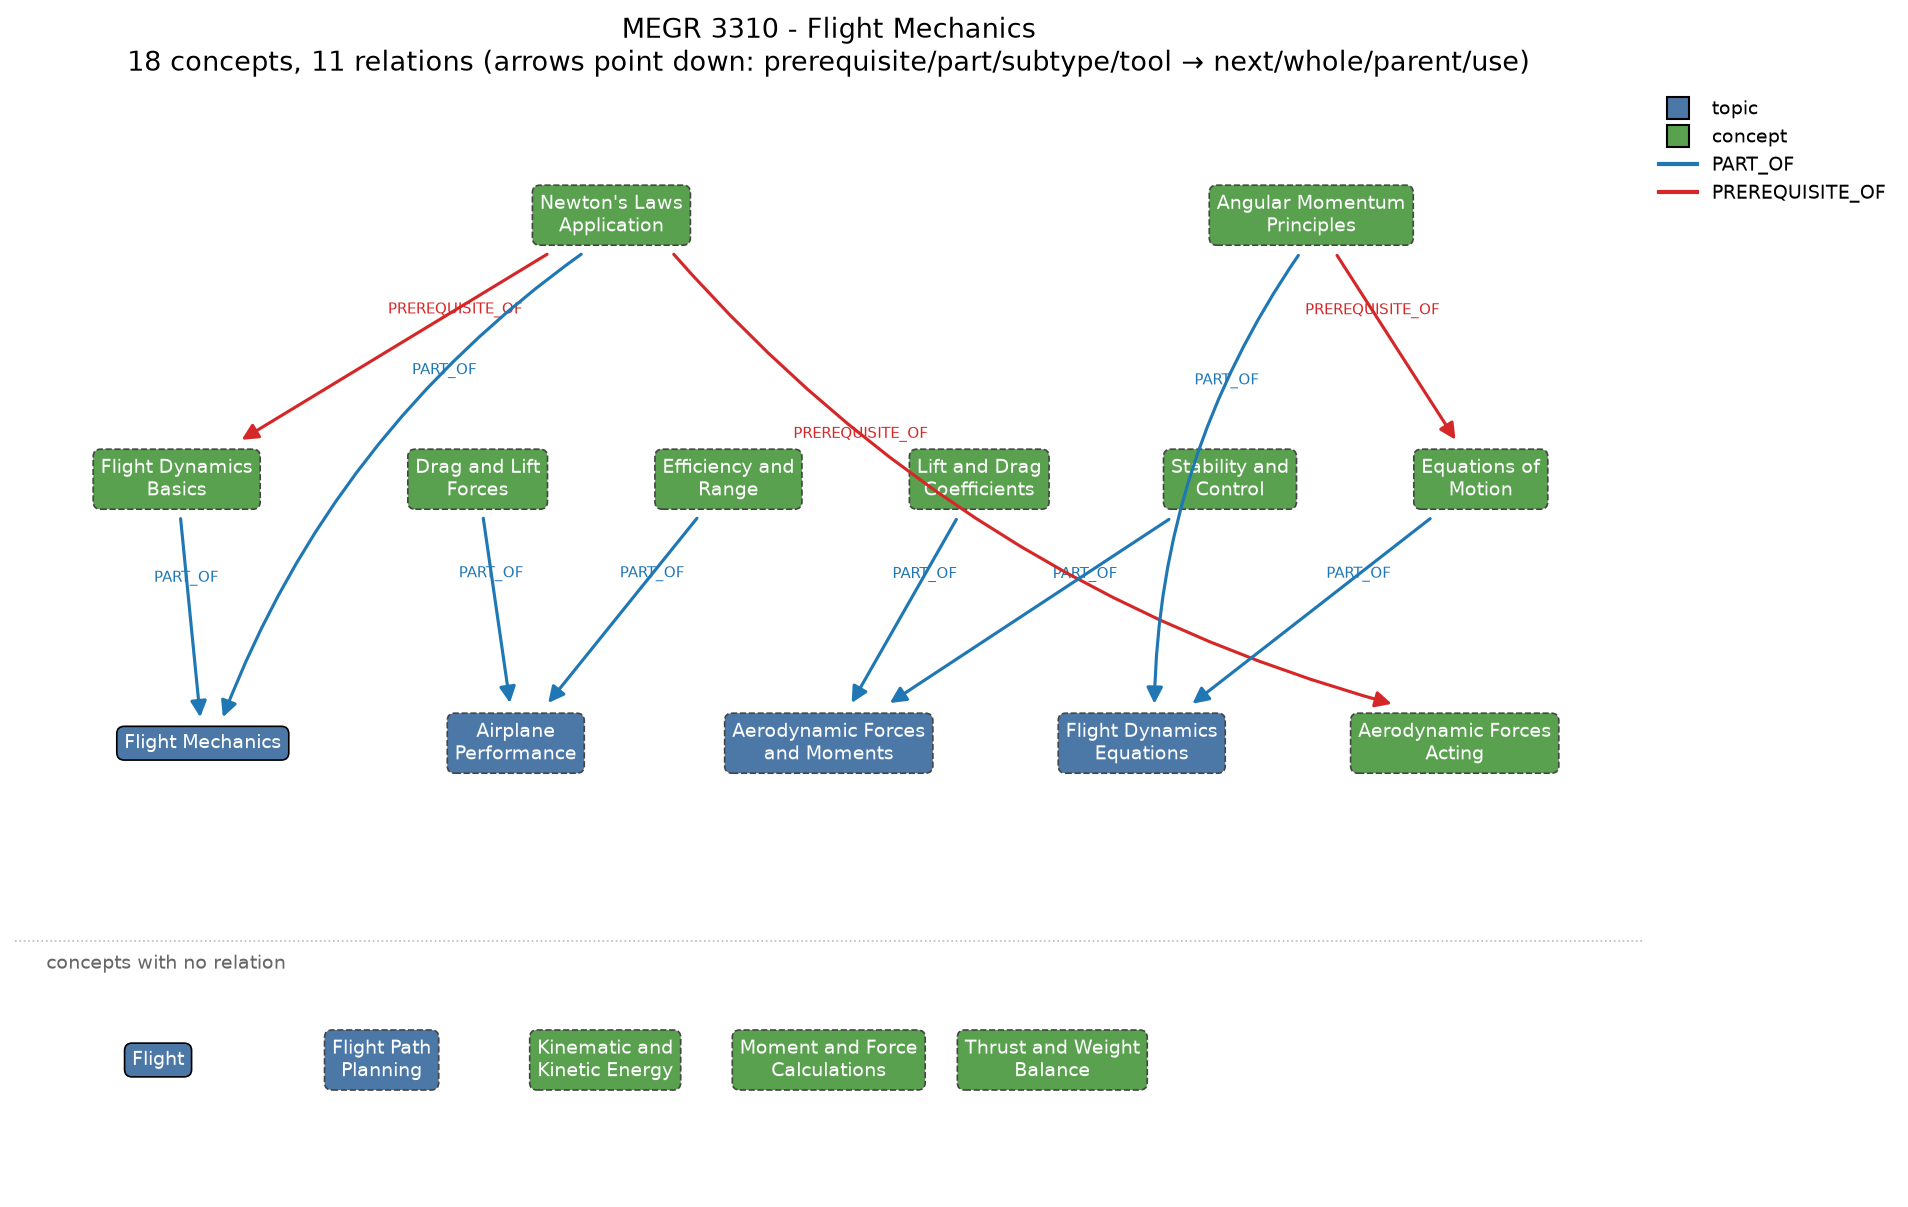 MEGR 3310 - Flight Mechanics
18 concepts, 11 relations (arrows point down: prerequisite/part/subtype/tool → next/whole/parent/use)
topic
concept
PART_OF
PREREQUISITE_OF
Newton's Laws
Application
Angular Momentum
Principles
PREREQUISITE_OF
PREREQUISITE_OF
PART_OF
PART_OF
PREREQUISITE_OF
Flight Dynamics
Basics
Drag and Lift
Forces
Efficiency and
Range
Lift and Drag
Coefficients
Stability and
Control
Equations of
Motion
PART_OF
PART_OF
PART_OF
PART_OF
PART_OF
PART_OF
Flight Mechanics
Airplane
Performance
Aerodynamic Forces
and Moments
Flight Dynamics
Equations
Aerodynamic Forces
Acting
concepts with no relation
Flight
Flight Path
Planning
Kinematic and
Kinetic Energy
Moment and Force
Calculations
Thrust and Weight
Balance